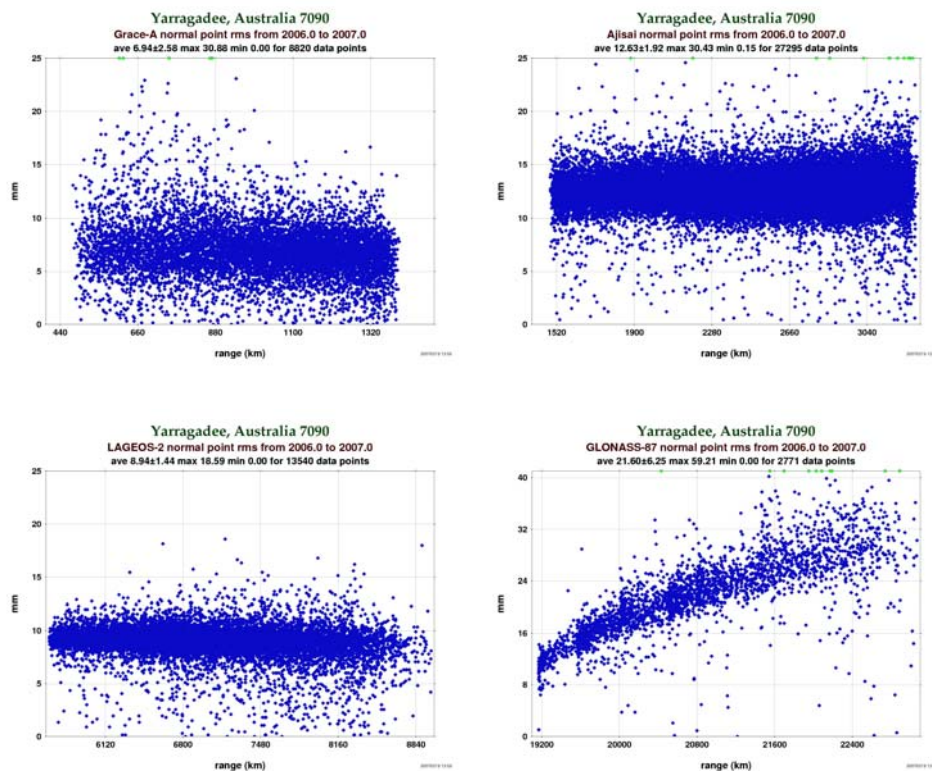 Yarragadee, Australia 7090
Grace-A normal point rms from 2006.0 to 2007.0
ave 6.94±2.58 max 30.88 min 0.00 for 8820 data points
25
20
15
10
5
0
mm
440 660 880 1100 1320
range (km)
Yarragadee, Australia 7090
Ajisai normal point rms from 2006.0 to 2007.0
ave 12.63±1.92 max 30.43 min 0.15 for 27295 data points
25
20
15
10
5
0
mm
1520 1900 2280 2660 3040
range (km)
Yarragadee, Australia 7090
LAGEOS-2 normal point rms from 2006.0 to 2007.0
ave 8.94±1.44 max 18.59 min 0.00 for 13540 data points
25
20
15
10
5
0
mm
6120 6800 7480 8160 8840
range (km)
Yarragadee, Australia 7090
GLONASS-87 normal point rms from 2006.0 to 2007.0
ave 21.60±6.25 max 59.21 min 0.00 for 2771 data points
40
32
24
16
8
0
mm
19200 20000 20800 21600 22400
range (km)